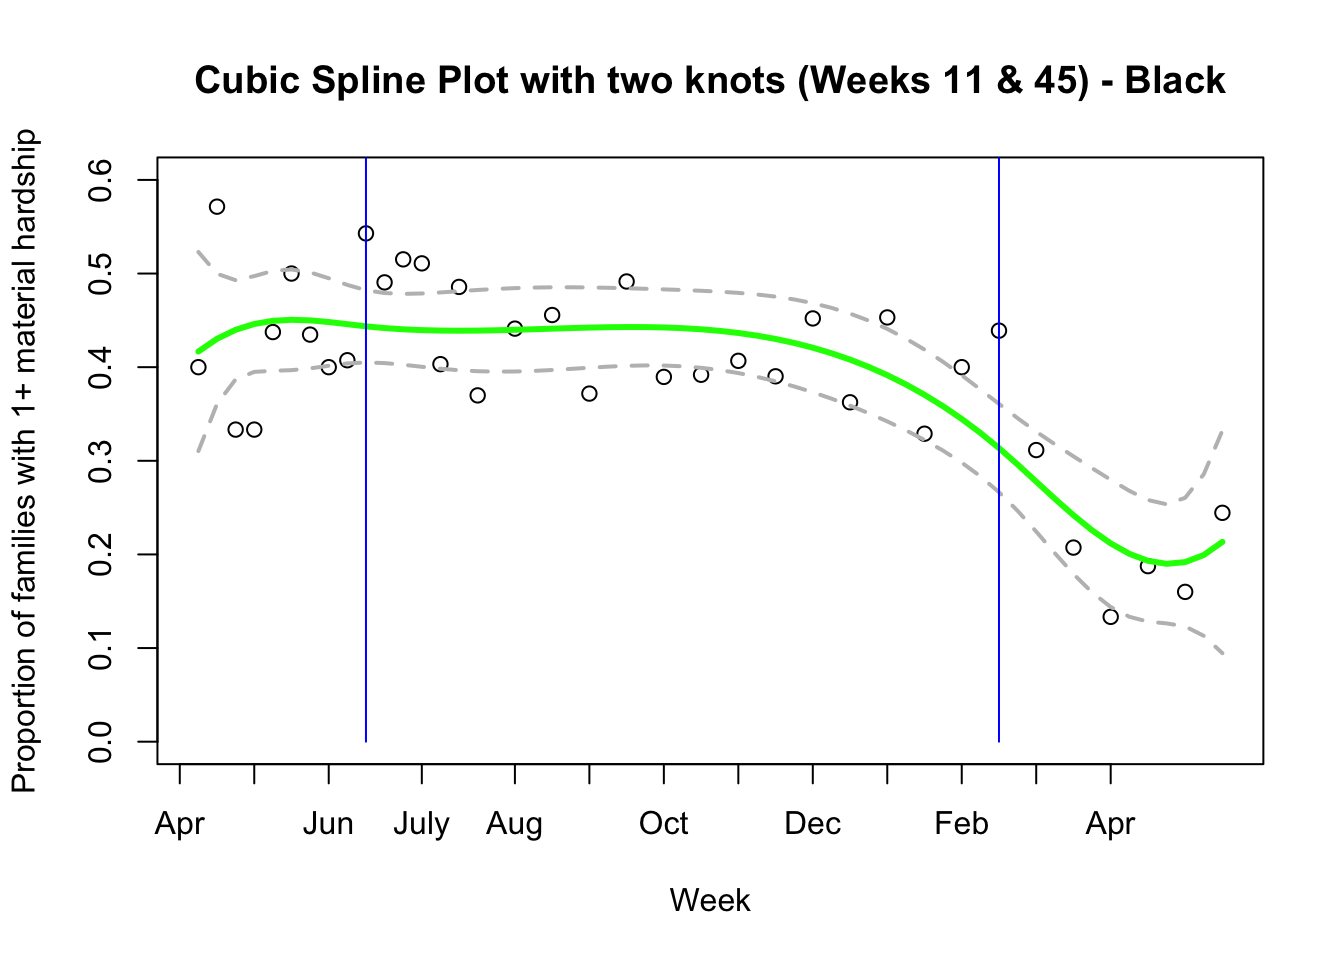 Cubic Spline Plot with two knots (Weeks 11 & 45) - Black
Proportion of families with 1+ material hardship
0.6
0.5
0.4
0.3
0.2
0.1
0.0
Apr Jun July Aug Oct Dec Feb Apr
Week